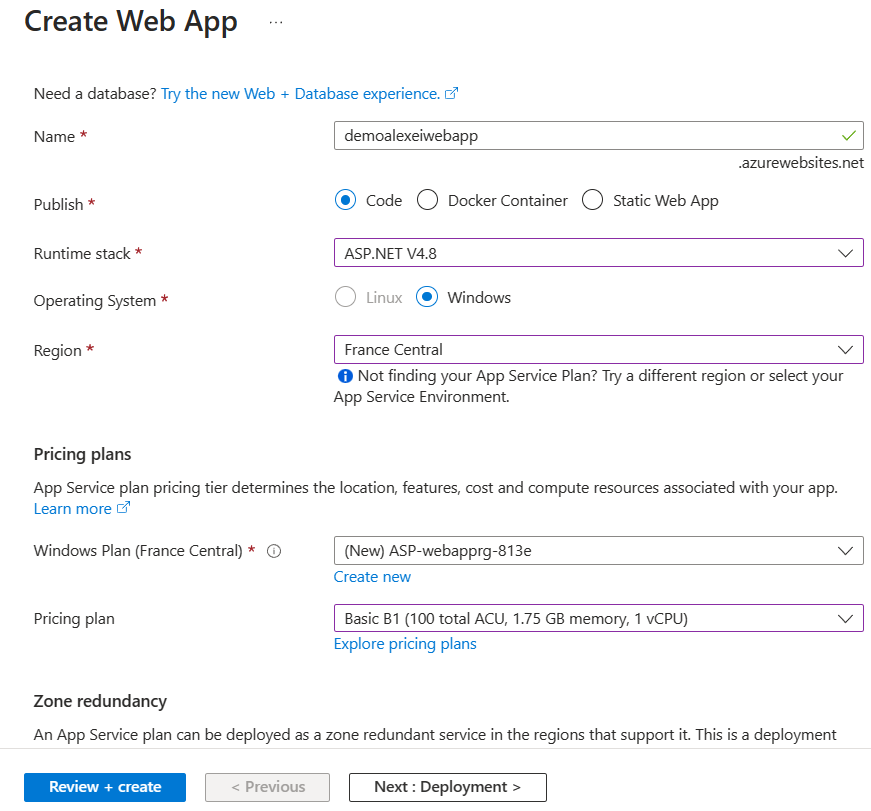 Create Web App ...
Need a database? Try the new Web + Database experience.
Name *
demoalexeiwebapp
.azurewebsites.net
Publish *
Code Docker Container Static Web App
Runtime stack *
ASP.NET V4.8
Operating System *
Linux Windows
Region *
France Central
Not finding your App Service Plan? Try a different region or select your
App Service Environment.
Pricing plans
App Service plan pricing tier determines the location, features, cost and compute resources associated with your app.
Learn more
Windows Plan (France Central) *
(New) ASP-webapprg-813e
Create new
Pricing plan
Basic B1 (100 total ACU, 1.75 GB memory, 1 vCPU)
Explore pricing plans
Zone redundancy
An App Service plan can be deployed as a zone redundant service in the regions that support it. This is a deployment
Review + create < Previous Next : Deployment >